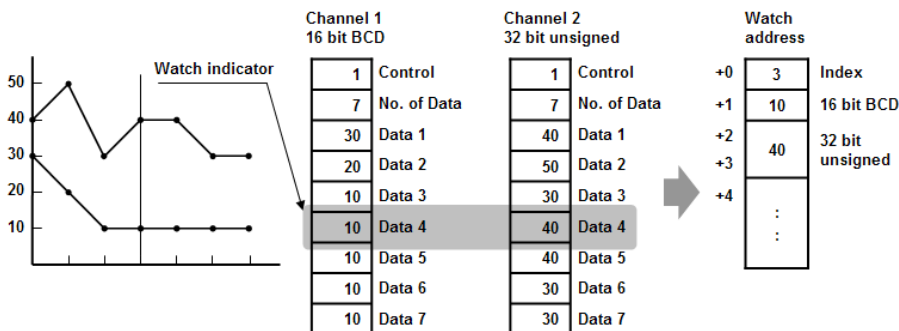 Channel 1
16 bit BCD
Channel 2
32 bit unsigned
Watch
address
Watch indicator
50
40
30
20
10
1 Control
7 No. of Data
30 Data 1
20 Data 2
10 Data 3
10 Data 4
10 Data 5
10 Data 6
10 Data 7
1 Control
7 No. of Data
40 Data 1
50 Data 2
30 Data 3
40 Data 4
40 Data 5
30 Data 6
30 Data 7
+0 3 Index
+1 10 16 bit BCD
+2
+3
40
32 bit
unsigned
+4
:
: